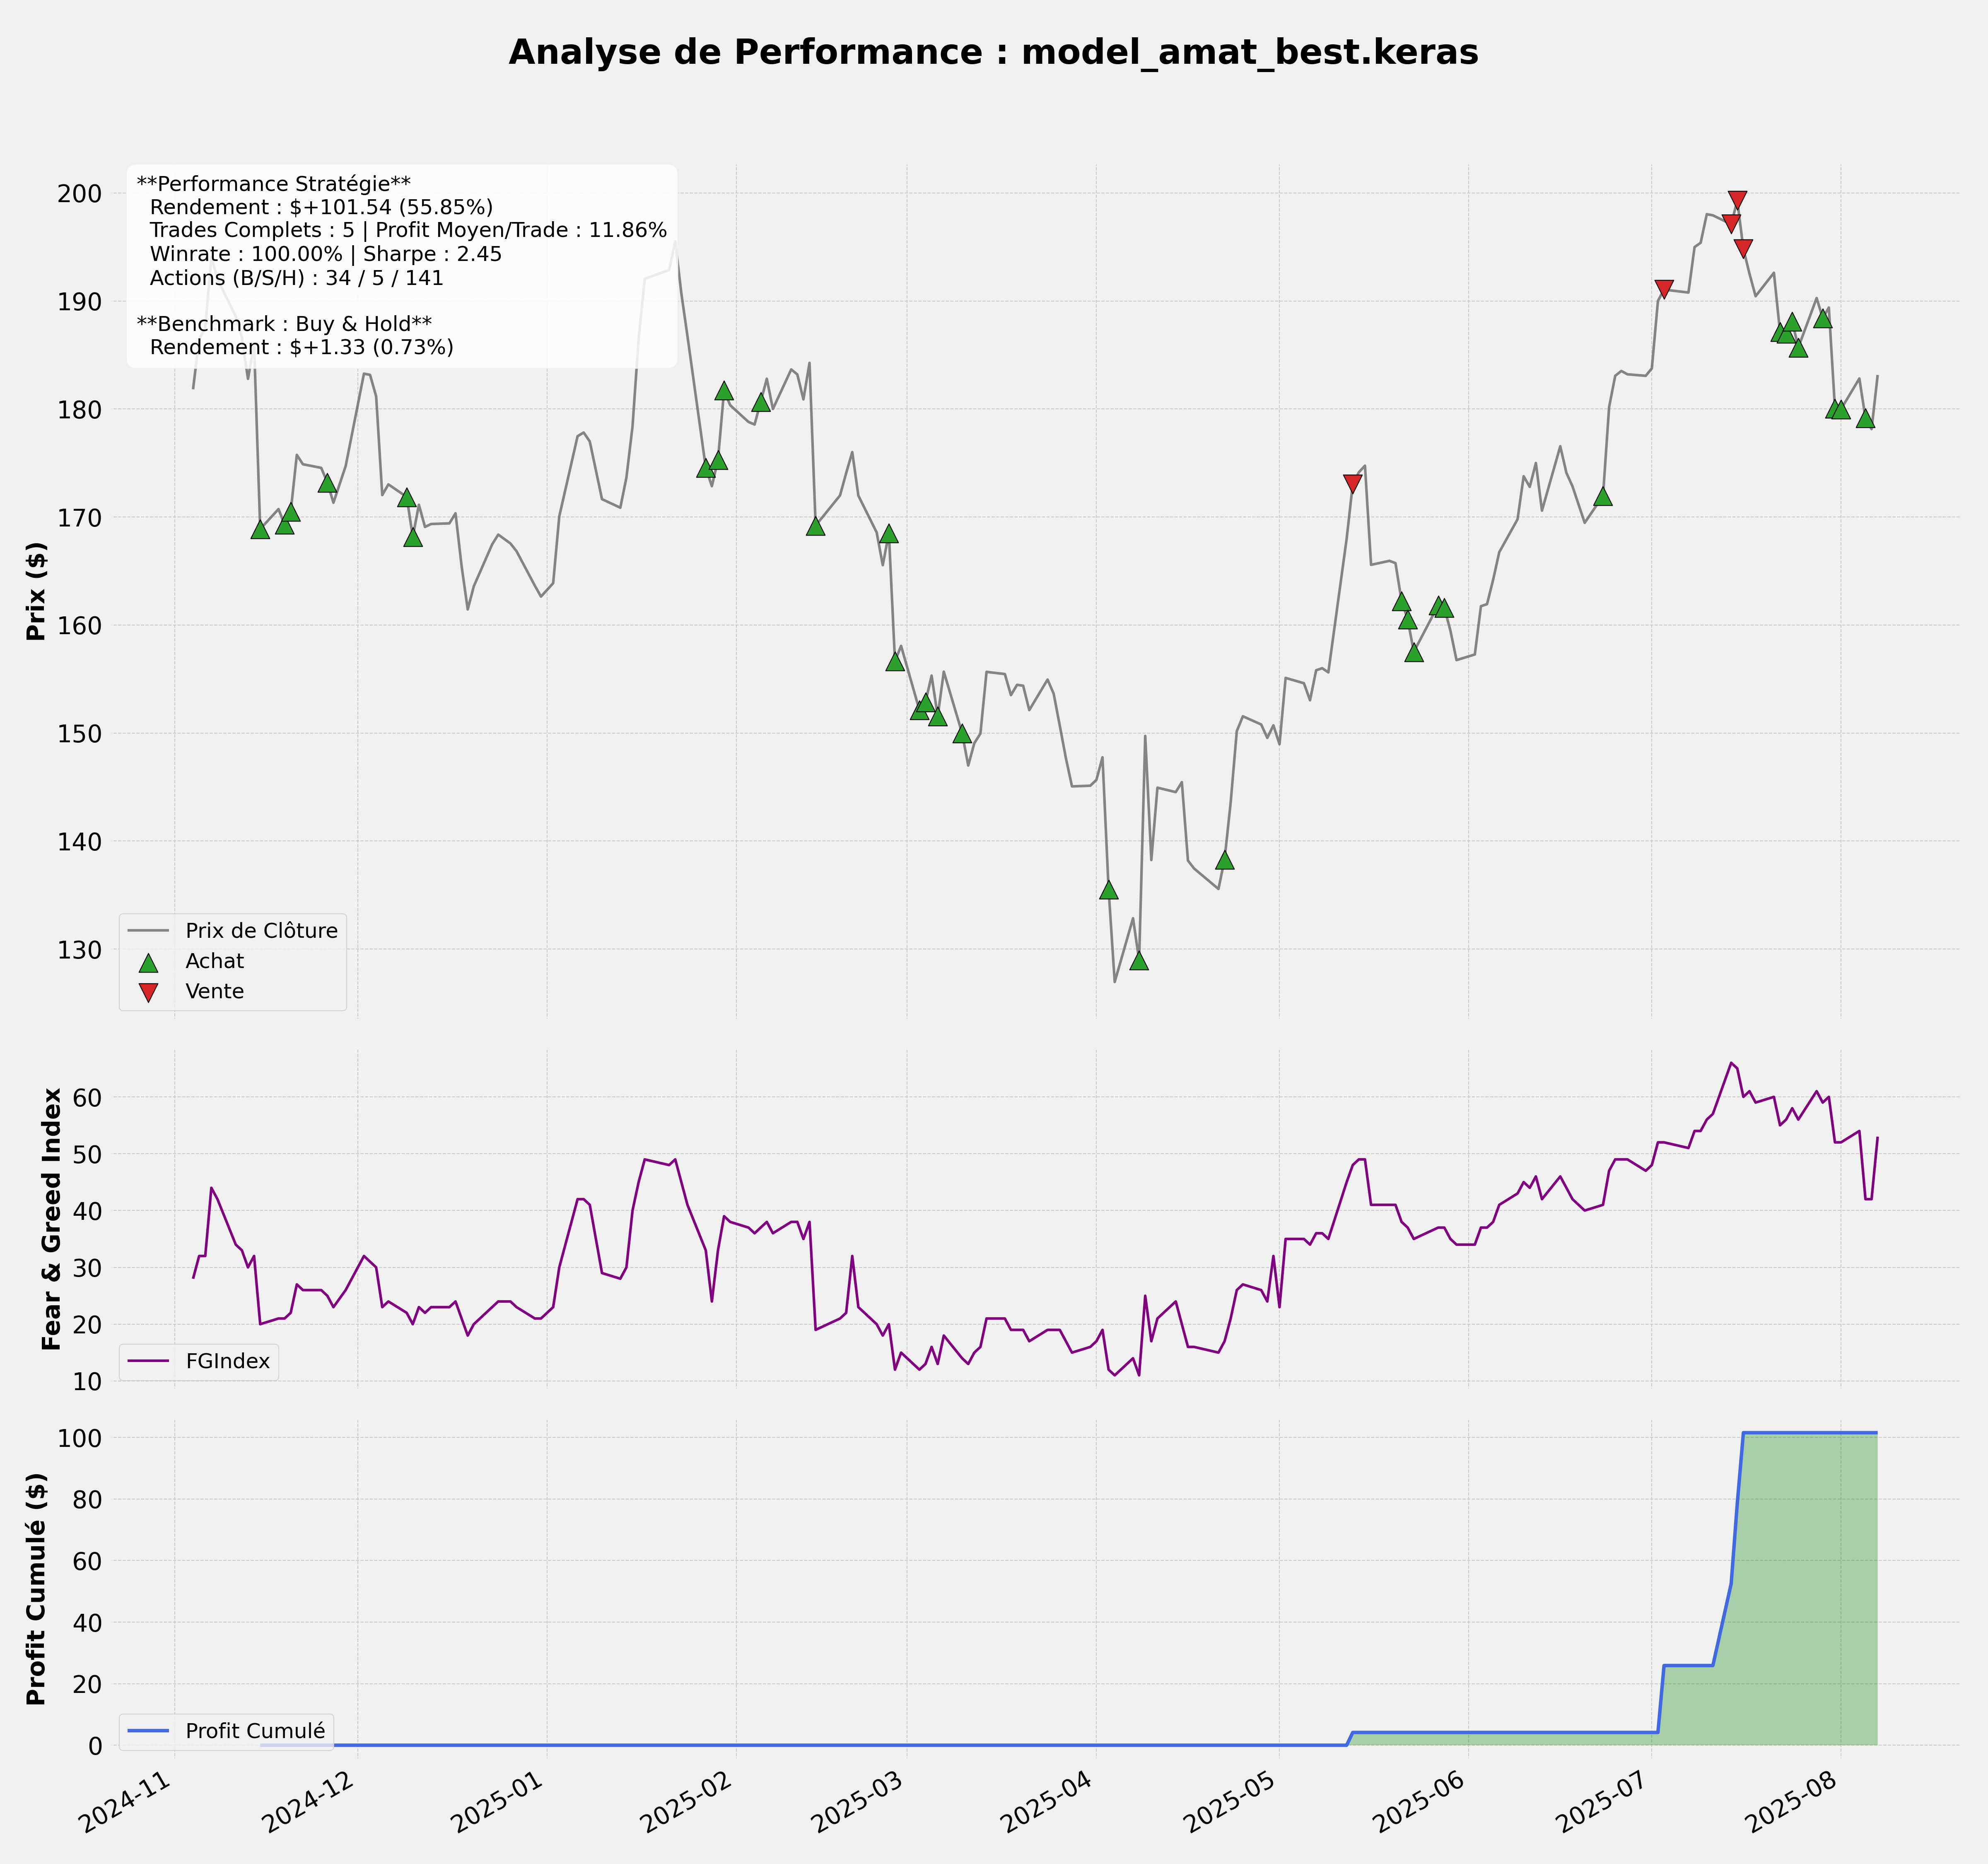 Analyse de Performance : model_amat_best.keras
**Performance Stratégie**
Rendement : $+101.54 (55.85%)
Trades Complets : 5 | Profit Moyen/Trade : 11.86%
Winrate : 100.00% | Sharpe : 2.45
Actions (B/S/H) : 34 / 5 / 141
**Benchmark : Buy & Hold**
Rendement : $+1.33 (0.73%)
Prix ($)
200
190
180
170
160
150
140
130
Prix de Clôture
Achat
Vente
Fear & Greed Index
60
50
40
30
20
10
FGIndex
Profit Cumulé ($)
100
80
60
40
20
0
Profit Cumulé
2024-11
2024-12
2025-01
2025-02
2025-03
2025-04
2025-05
2025-06
2025-07
2025-08